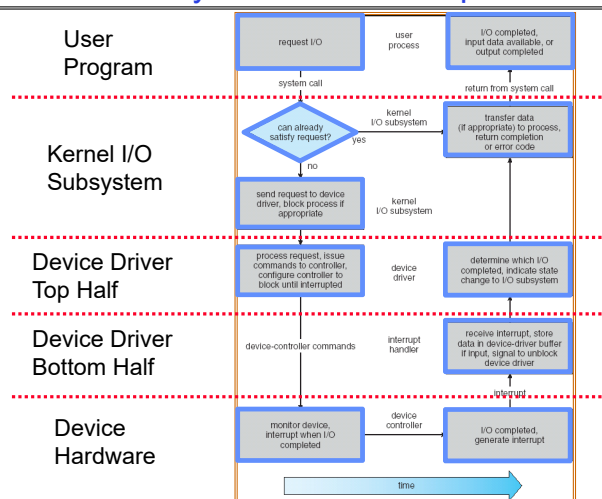 User
Program
request I/O
user
process
I/O completed,
input data available, or
output completed
system call
return from system call
Kernel I/O
Subsystem
can already
satisfy request?
yes
no
kernel
I/O subsystem
transfer data
(if appropriate) to process,
return completion
or error code
send request to device
driver, block process if
appropriate
kernel
I/O subsystem
Device Driver
Top Half
process request, issue
commands to controller,
configure controller to
block until interrupted
device
driver
determine which I/O
completed, indicate state
change to I/O subsystem
Device Driver
Bottom Half
device-controller commands
interrupt
handler
receive interrupt, store
data in device-driver buffer
if input, signal to unblock
device driver
interrupt
Device
Hardware
monitor device,
interrupt when I/O
completed
device
controller
I/O completed,
generate interrupt
time